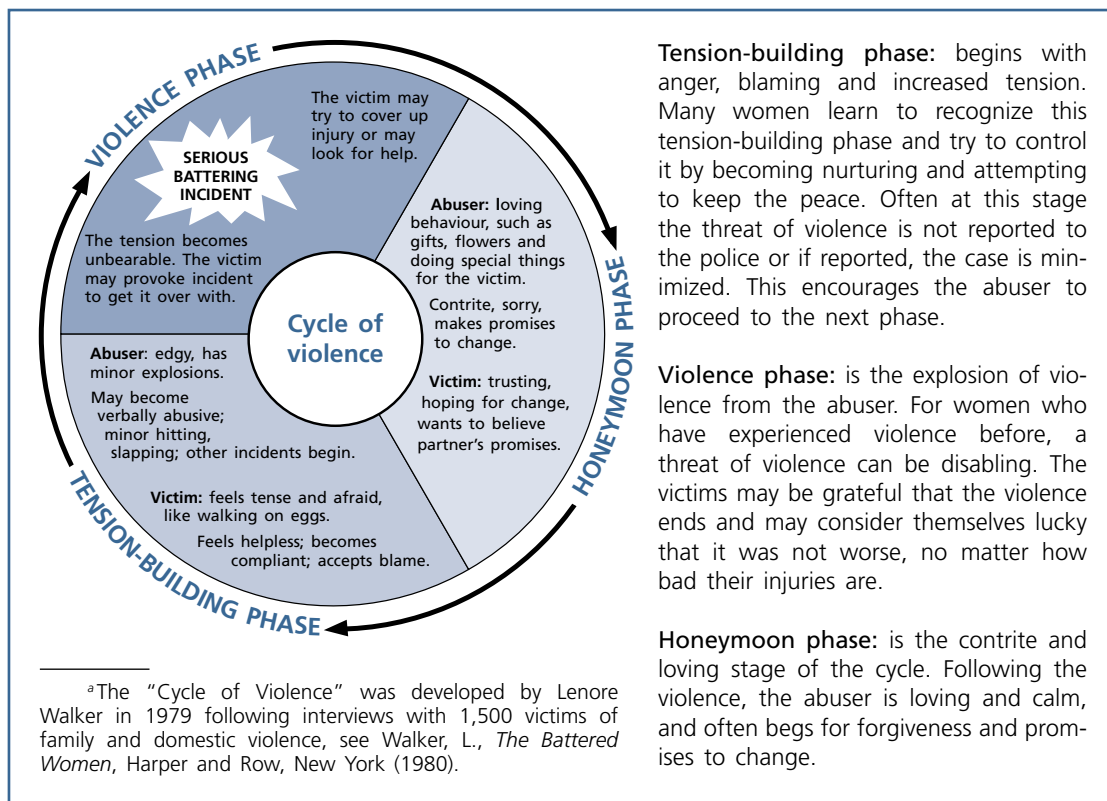 VIOLENCE PHASE
The victim may
try to cover up
injury or may
look for help.
SERIOUS
BATTERING
INCIDENT
The tension becomes
unbearable. The victim
may provoke incident
to get it over with.
HONEYMOON PHASE
Abuser: loving
behaviour, such as
gifts, flowers and
doing special things
for the victim.
Contrite, sorry,
makes promises
to change.
Victim: trusting,
hoping for change,
wants to believe
partner's promises.
Cycle of
violence
Abuser: edgy, has
minor explosions.
May become
verbally abusive;
minor hitting,
slapping; other incidents begin.
Victim: feels tense and afraid,
like walking on eggs.
Feels helpless; becomes
compliant; accepts blame.
TENSION-BUILDING PHASE
a The “Cycle of Violence” was developed by Lenore
Walker in 1979 following interviews with 1,500 victims of
family and domestic violence, see Walker, L., The Battered
Women, Harper and Row, New York (1980).
Tension-building phase: begins with
anger, blaming and increased tension.
Many women learn to recognize this
tension-building phase and try to control
it by becoming nurturing and attempting
to keep the peace. Often at this stage
the threat of violence is not reported to
the police or if reported, the case is min-
imized. This encourages the abuser to
proceed to the next phase.
Violence phase: is the explosion of vio-
lence from the abuser. For women who
have experienced violence before, a
threat of violence can be disabling. The
victims may be grateful that the violence
ends and may consider themselves lucky
that it was not worse, no matter how
bad their injuries are.
Honeymoon phase: is the contrite and
loving stage of the cycle. Following the
violence, the abuser is loving and calm,
and often begs for forgiveness and prom-
ises to change.